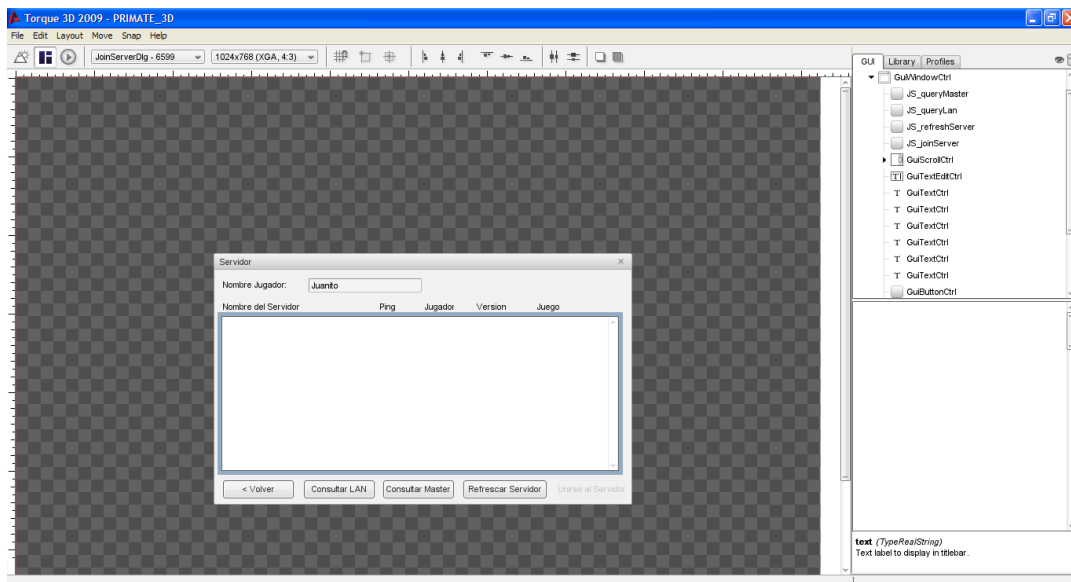 Torque 3D 2009 - PRIMATE_3D
File Edit Layout Move Snap Help
JoinServerDlg - 6599 1024x768 (XGA, 4:3)
GUI Library Profiles
GuiWindowCtrl
JS_queryMaster
JS_queryLan
JS_refreshServer
JS_joinServer
GuiScrollCtrl
GuiTextEditCtrl
T GuiTextCtrl
T GuiTextCtrl
T GuiTextCtrl
T GuiTextCtrl
T GuiTextCtrl
T GuiTextCtrl
GuiButtonCtrl
Servidor
Nombre Jugador: Juanito
Nombre del Servidor Ping Jugador Version Juego
< Volver Consultar LAN Consultar Master Refrescar Servidor Unirse al Servidor
text (TypeRealString)
Text label to display in titlebar.